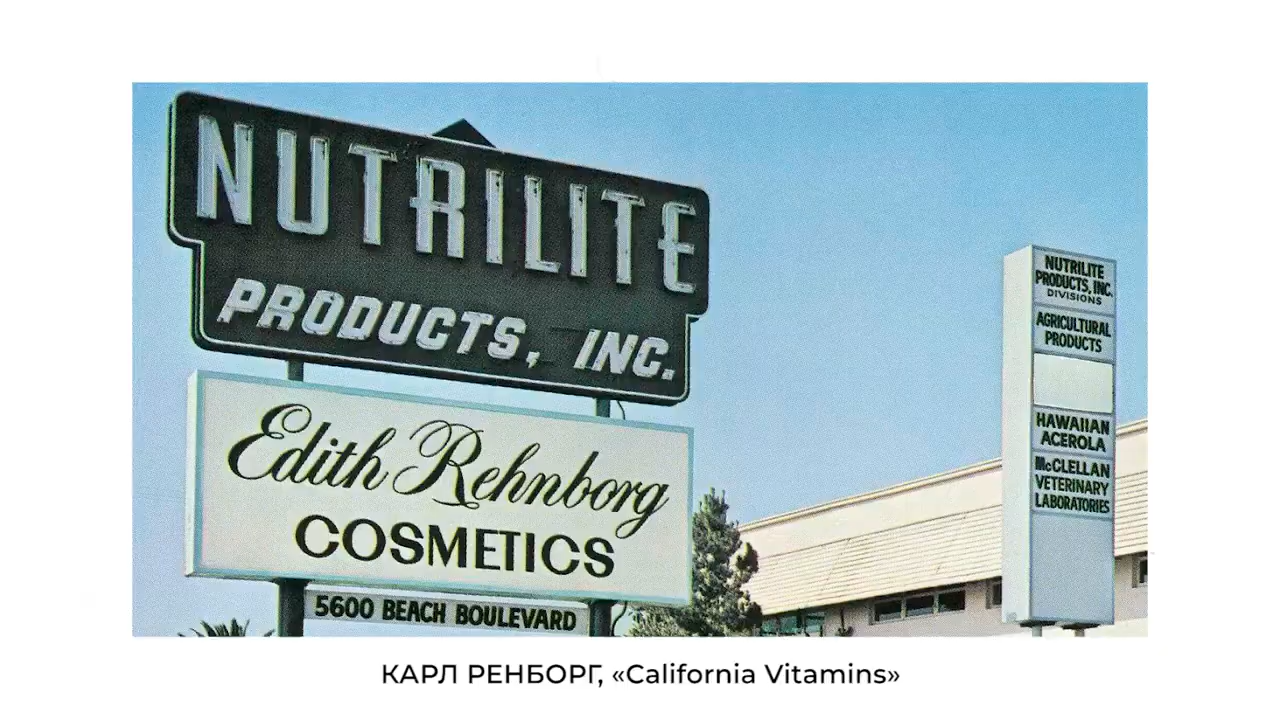 NUTRILITE
PRODUCTS, INC.
Edith Rehnborg
COSMETICS
5600 BEACH BOULEVARD
NUTRILITE
PRODUCTS, INC.
DIVISIONS
AGRICULTURAL
PRODUCTS
HAWAIIAN
ACEROLA
McCLELLAN
VETERINARY
LABORATORIES
КАРЛ РЕНБОРГ, «California Vitamins»